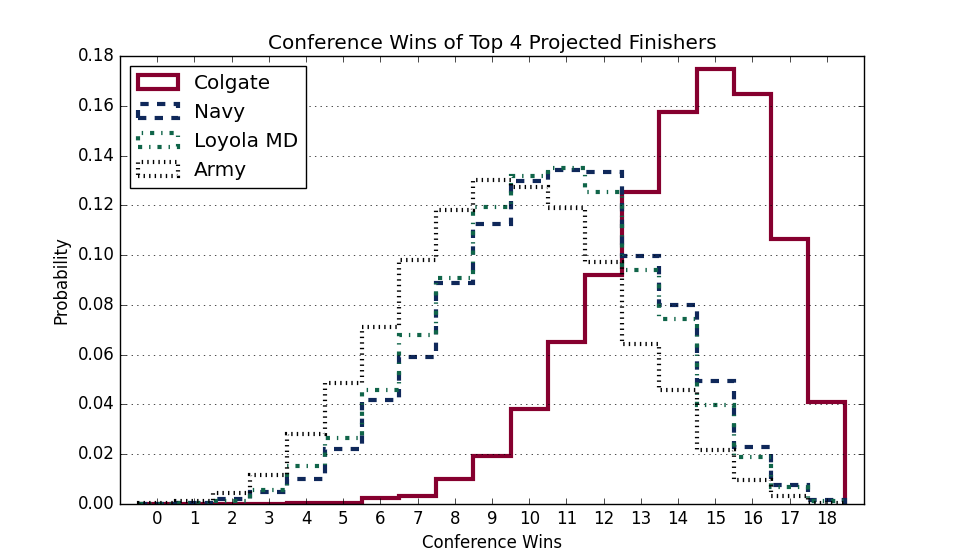 Conference Wins of Top 4 Projected Finishers
0.18
0.16
0.14
0.12
0.10
0.08
0.06
0.04
0.02
0.00
Probability
Colgate
Navy
Loyola MD
Army
0 1 2 3 4 5 6 7 8 9 10 11 12 13 14 15 16 17 18
Conference Wins